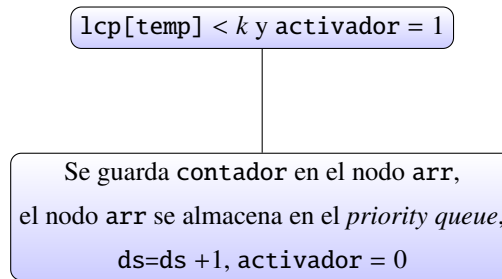 lcp[temp] < k y activador = 1
Se guarda contador en el nodo arr,
el nodo arr se almacena en el priority queue,
ds=ds +1, activador = 0